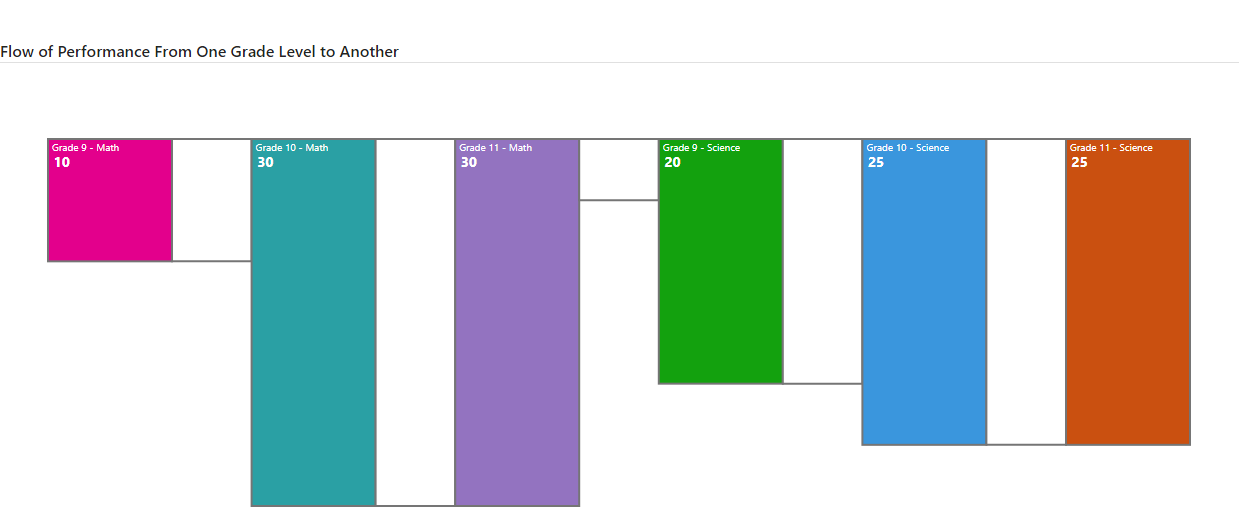 Flow of Performance From One Grade Level to Another
Grade 9 - Math
10
Grade 10 - Math
30
Grade 11 - Math
30
Grade 9 - Science
20
Grade 10 - Science
25
Grade 11 - Science
25